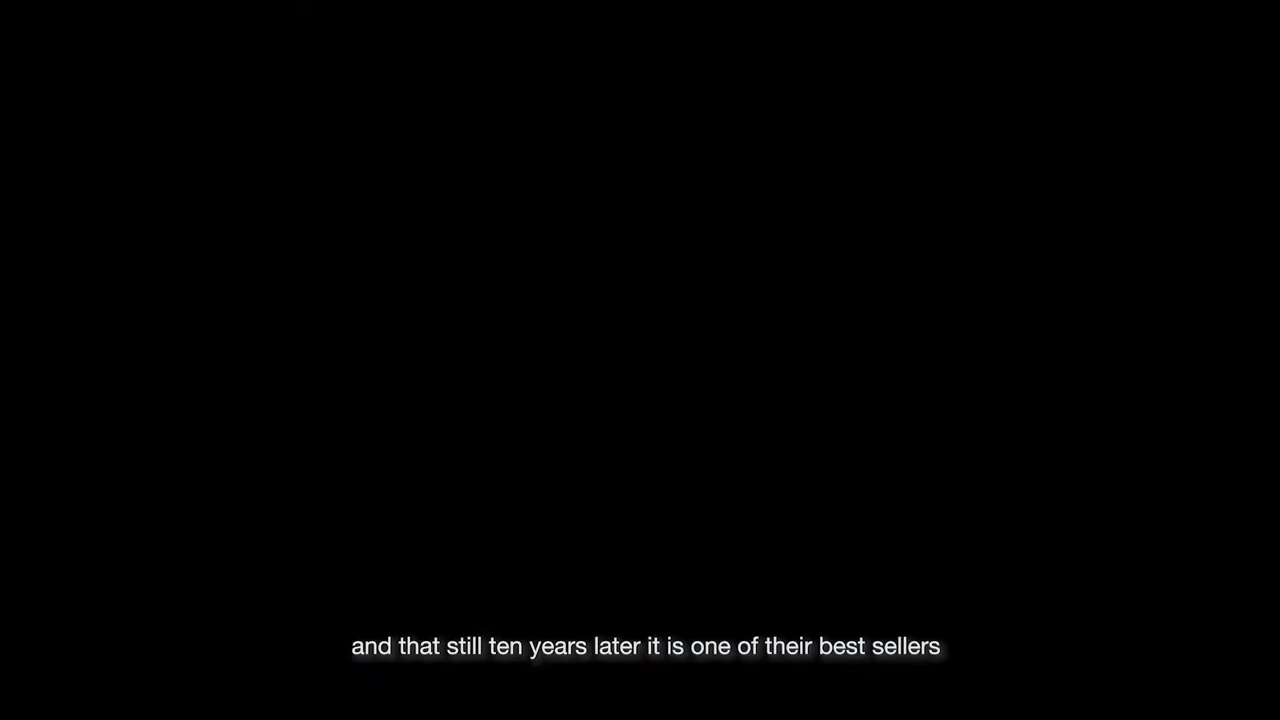 and that still ten years later it is one of their best sellers